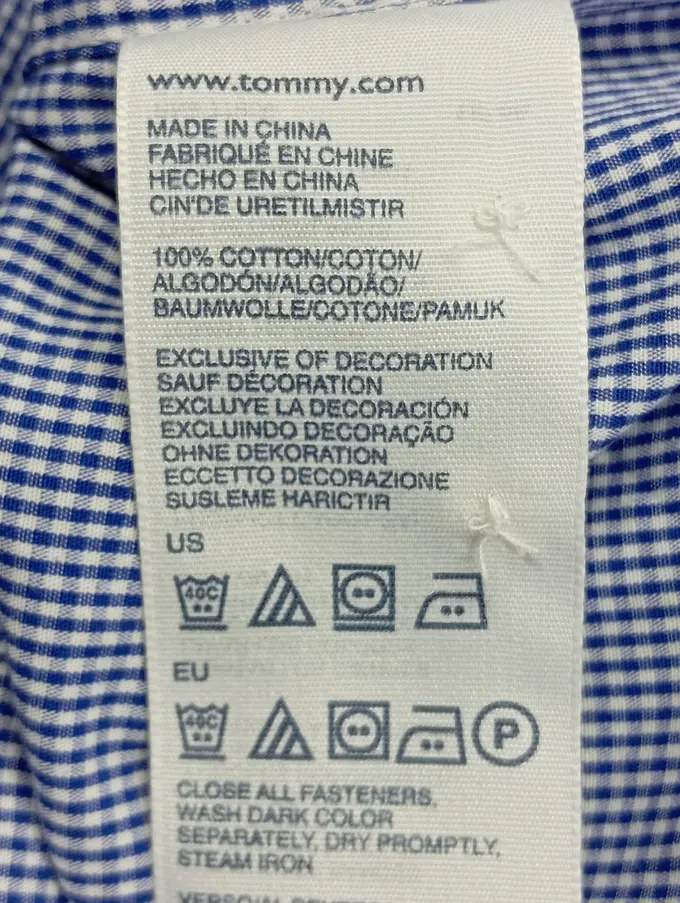 www.tommy.com
MADE IN CHINA
FABRIQUÉ EN CHINE
HECHO EN CHINA
CIN'DE URETILMISTIR
100% COTTON/COTON/
ALGODÓN/ALGODÃO/
BAUMWOLLE/COTONE/PAMUK
EXCLUSIVE OF DECORATION
SAUF DÉCORATION
EXCLUYE LA DECORACIÓN
EXCLUINDO DECORAÇÃO
OHNE DEKORATION
ECCETTO DECORAZIONE
SUSLEME HARICTIR
US
40C
EU
40C P
CLOSE ALL FASTENERS,
WASH DARK COLOR
SEPARATELY, DRY PROMPTLY,
STEAM IRON